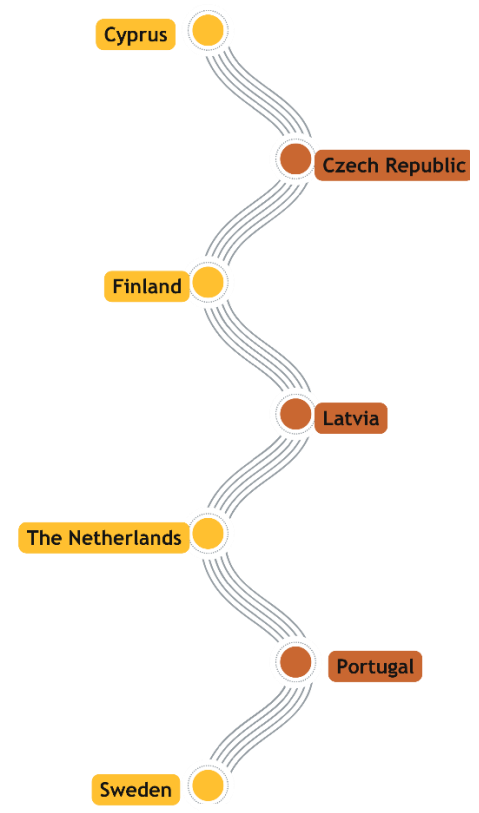 Cyprus
Czech Republic
Finland
Latvia
The Netherlands
Portugal
Sweden